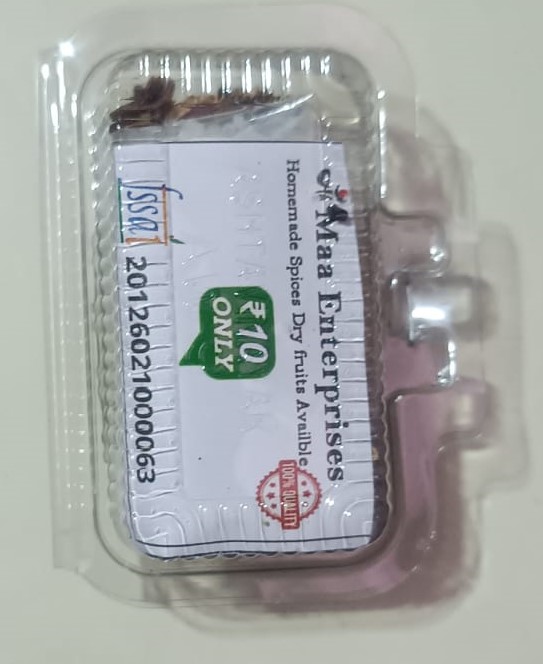 Maa Enterprises
Homemade Spices Dry fruits Availble
100% QUALITY
₹10
ONLY
fssai
20126021000063